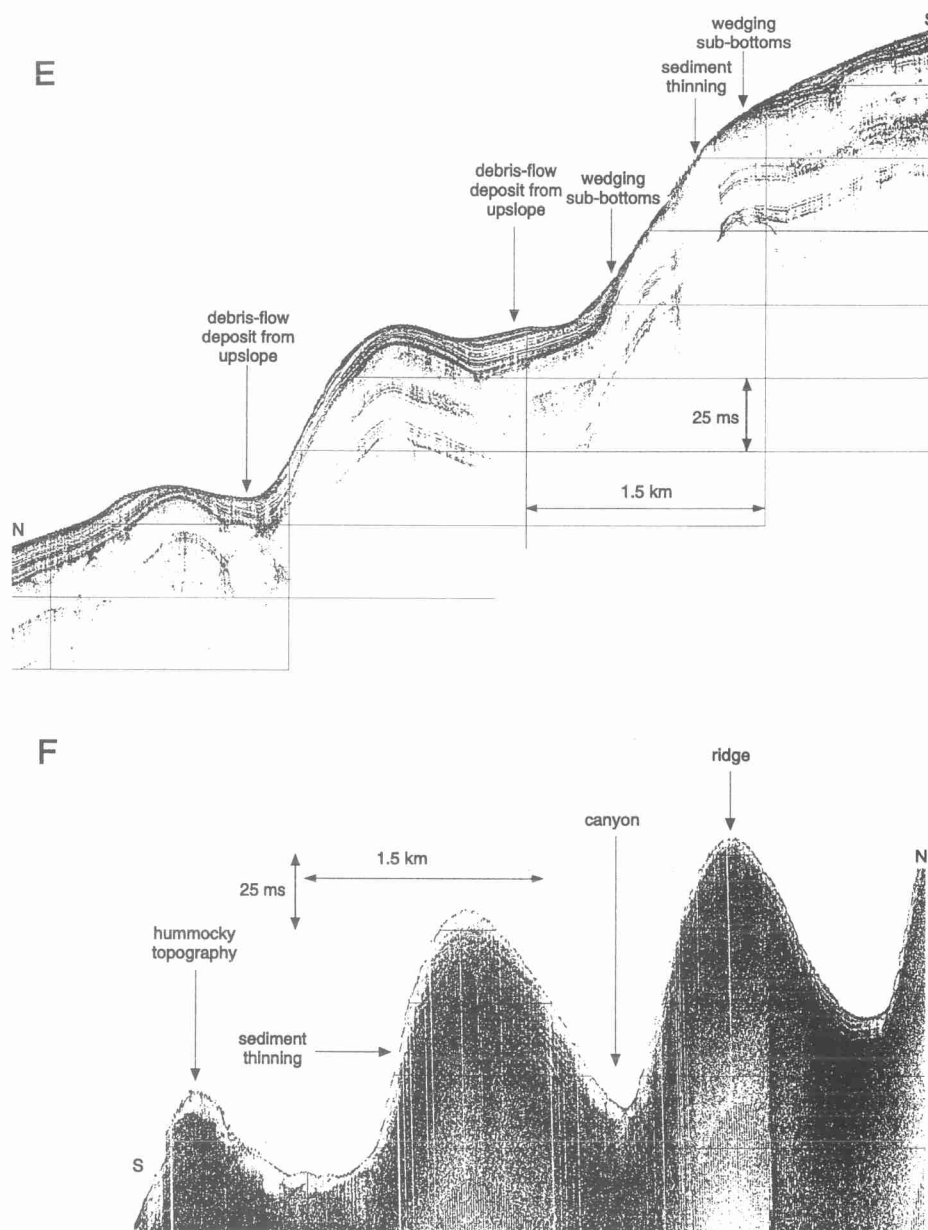 E
S
wedging
sub-bottoms
sediment
thinning
debris-flow
deposit from
upslope
wedging
sub-bottoms
debris-flow
deposit from
upslope
25 ms
1.5 km
N
F
ridge
canyon
1.5 km
25 ms
N
hummocky
topography
sediment
thinning
S